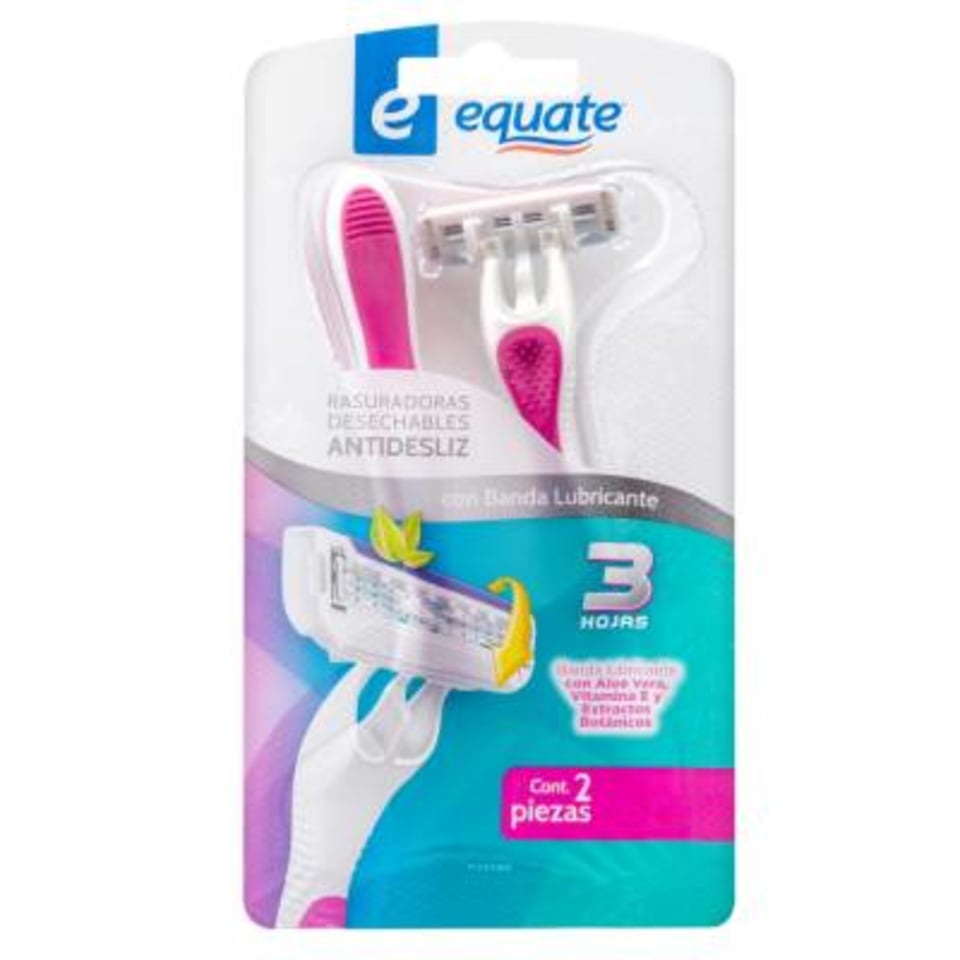 e equate
RASURADORAS
DESECHABLES
ANTIDESLIZ
con Banda Lubricante
3
HOJAS
Banda Lubricante
con Aloe Vera,
Vitamina E y
Extractos
Botánicos
Cont. 2
piezas